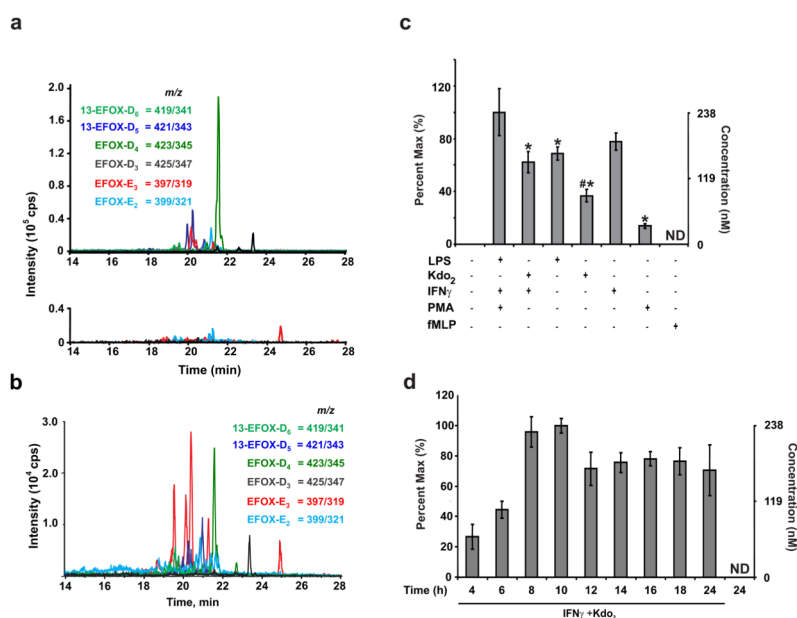 a
m/z
13-EFOX-D6 = 419/341
13-EFOX-D5 = 421/343
EFOX-D4 = 423/345
EFOX-D3 = 425/347
EFOX-E3 = 397/319
EFOX-E2 = 399/321
Intensity (10^5 cps)
2.0
1.6
1.2
0.8
0.4
0
14 16 18 20 22 24 26 28
0.4
0
14 16 18 20 22 24 26 28
Time (min)
b
m/z
13-EFOX-D6 = 419/341
13-EFOX-D5 = 421/343
EFOX-D4 = 423/345
EFOX-D3 = 425/347
EFOX-E3 = 397/319
EFOX-E2 = 399/321
Intensity (10^4 cps)
3.0
2.0
1.0
14 16 18 20 22 24 26 28
Time, min
c
Percent Max (%)
120
80
40
0
Concentration (nM)
238
119
0
* * #* * ND
LPS - + - + - - - -
Kdo2 - - + - + - - -
IFNγ - + + - - + - -
PMA - + - - - - + -
fMLP - - - - - - - +
d
Percent Max (%)
120
100
80
60
40
20
0
Concentration (nM)
238
119
0
ND
Time (h) 4 6 8 10 12 14 16 18 24 24
IFNγ +Kdo2